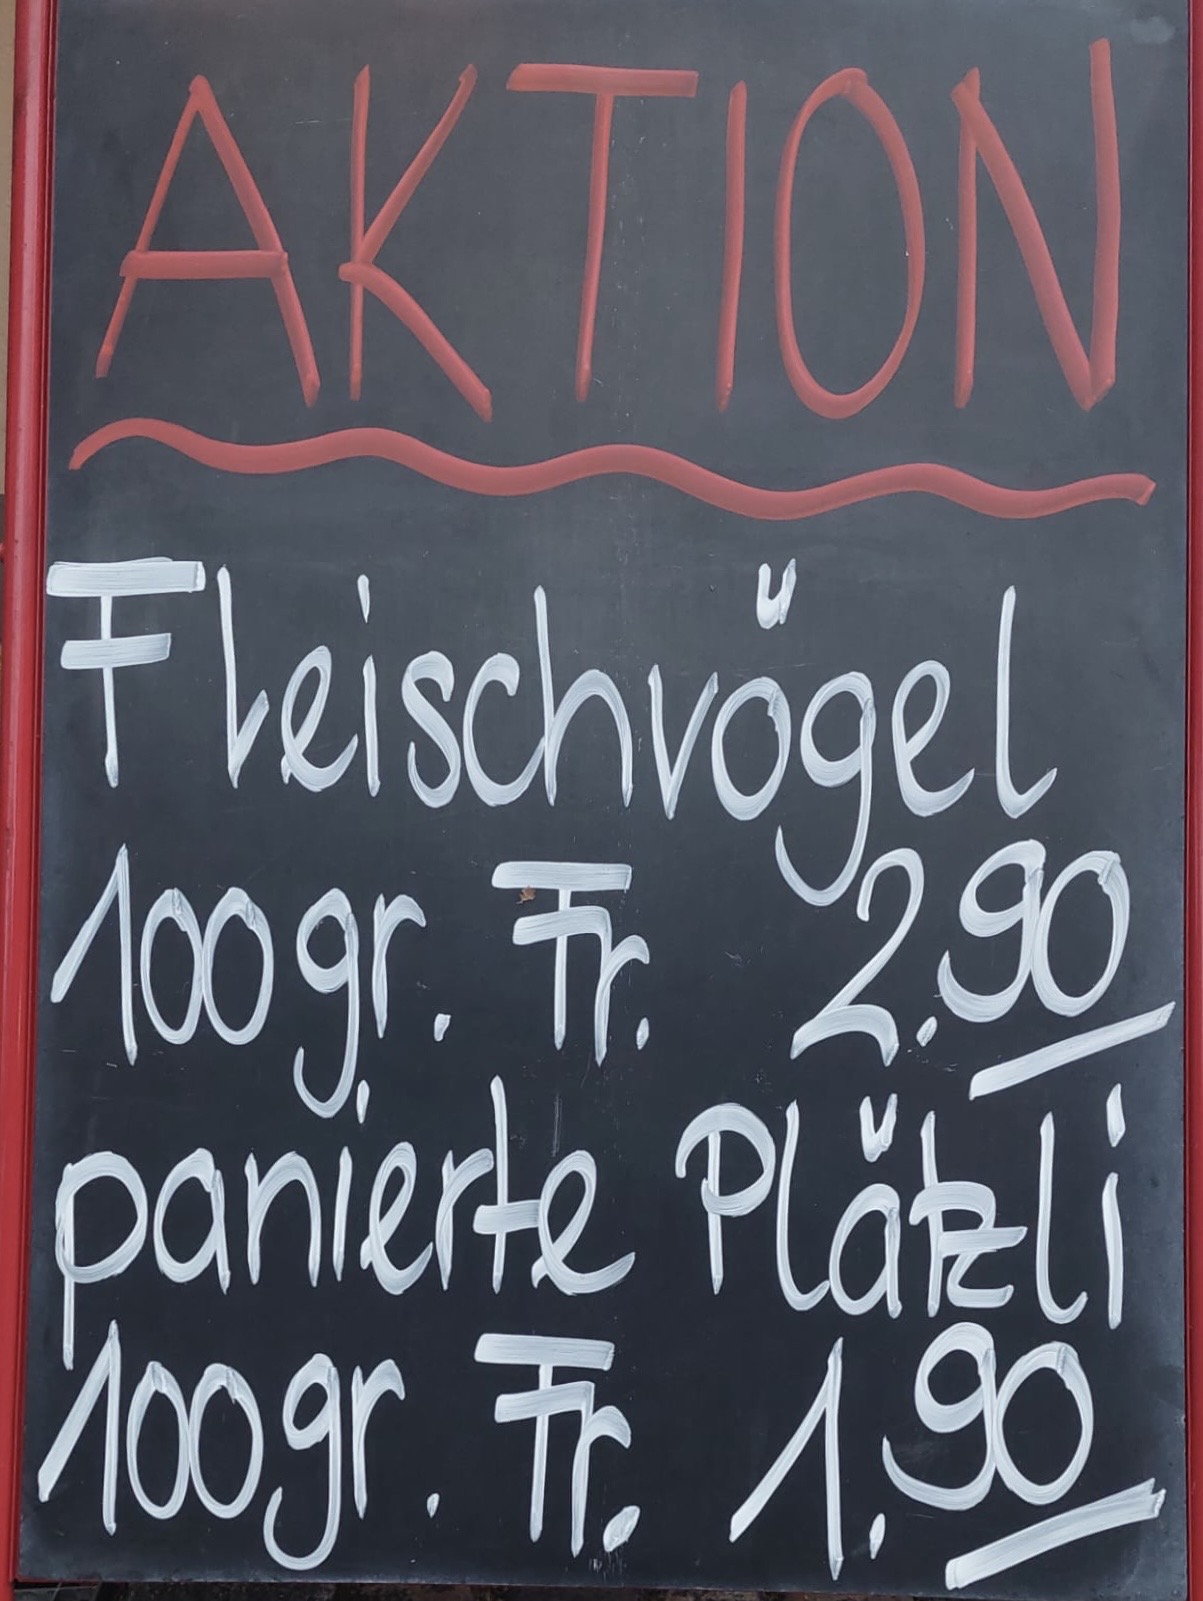 AKTION
Fleischvögel
100gr. Fr. 2.90
panierte Plätzli
100gr. Fr. 1.90